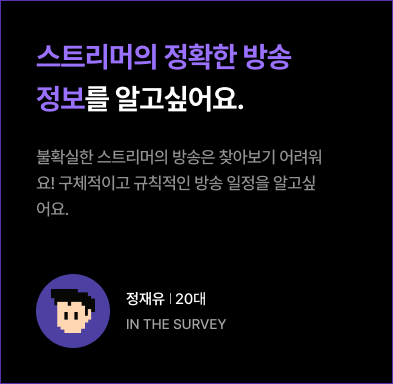 스트리머의 정확한 방송
정보를 알고싶어요.
불확실한 스트리머의 방송은 찾아보기 어려워
요! 구체적이고 규칙적인 방송 일정을 알고싶
어요.
정재유 | 20대
IN THE SURVEY